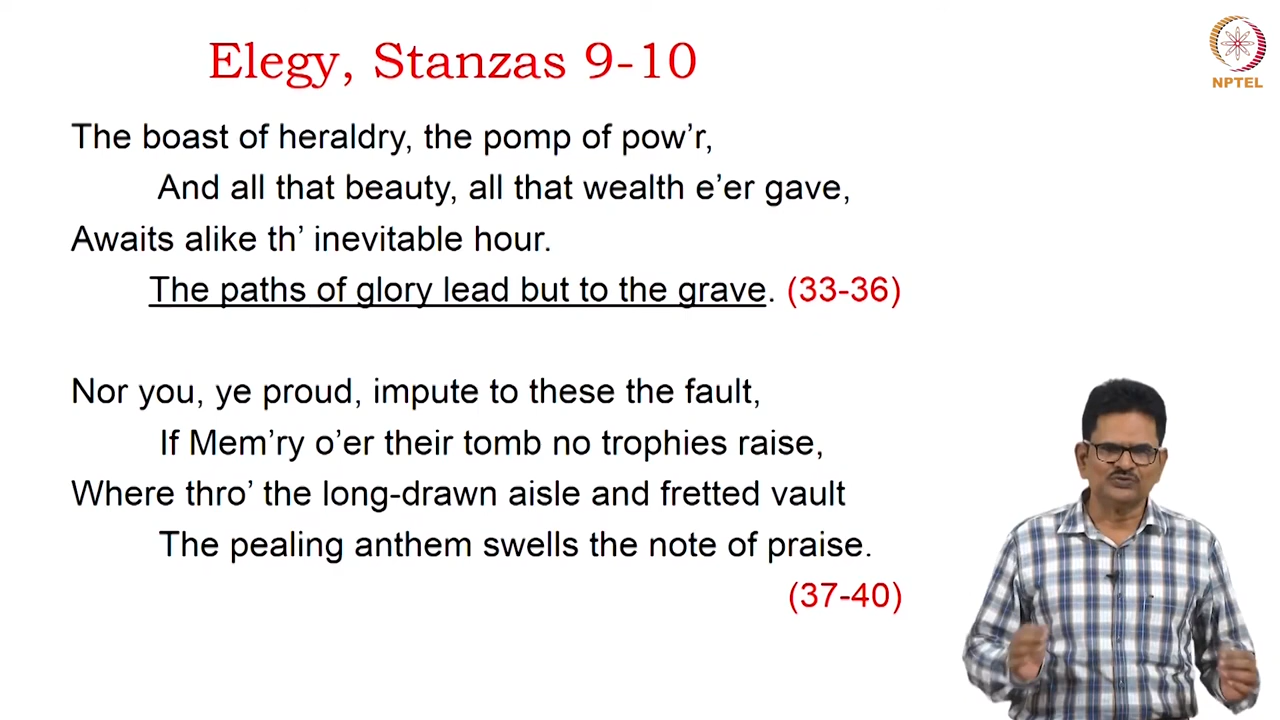 Elegy, Stanzas 9-10
NPTEL
The boast of heraldry, the pomp of pow’r,
And all that beauty, all that wealth e’er gave,
Awaits alike th’ inevitable hour.
The paths of glory lead but to the grave. (33-36)
Nor you, ye proud, impute to these the fault,
If Mem’ry o’er their tomb no trophies raise,
Where thro’ the long-drawn aisle and fretted vault
The pealing anthem swells the note of praise.
(37-40)